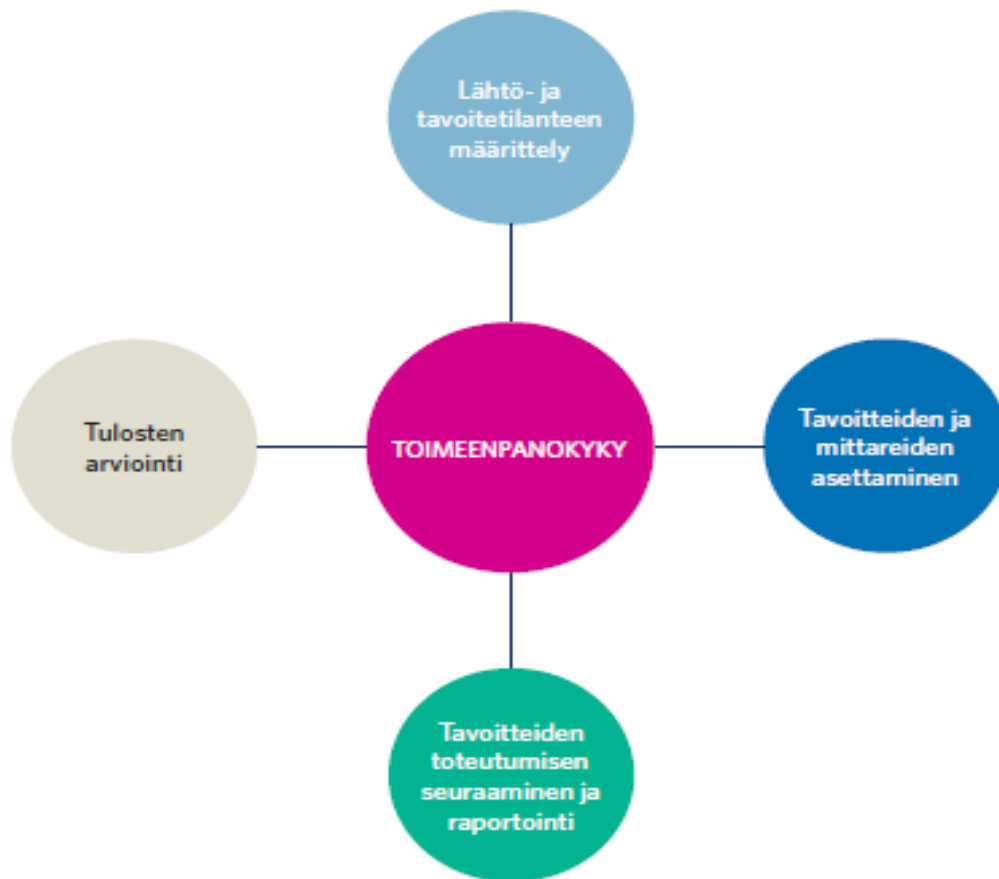 Lähtö- ja
tavoitetilanteen
määrittely
Tulosten
arviointi
TOIMEENPANOKYKY
Tavoitteiden ja
mittareiden
asettaminen
Tavoitteiden
toteutumisen
seuraaminen ja
raportointi